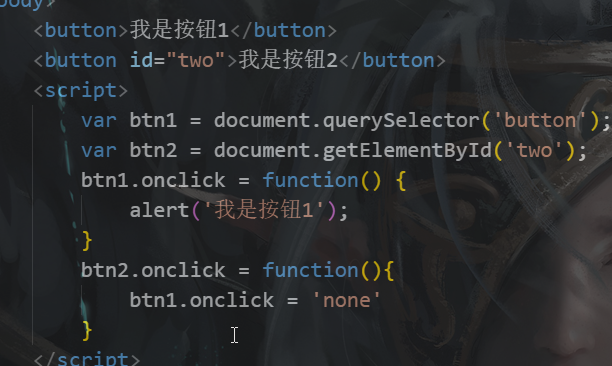 body>
<button>我是按钮1</button>
<button id="two">我是按钮2</button>
<script>
var btn1 = document.querySelector('button');
var btn2 = document.getElementById('two');
btn1.onclick = function() {
alert('我是按钮1');
}
btn2.onclick = function(){
btn1.onclick = 'none'
}
</script>